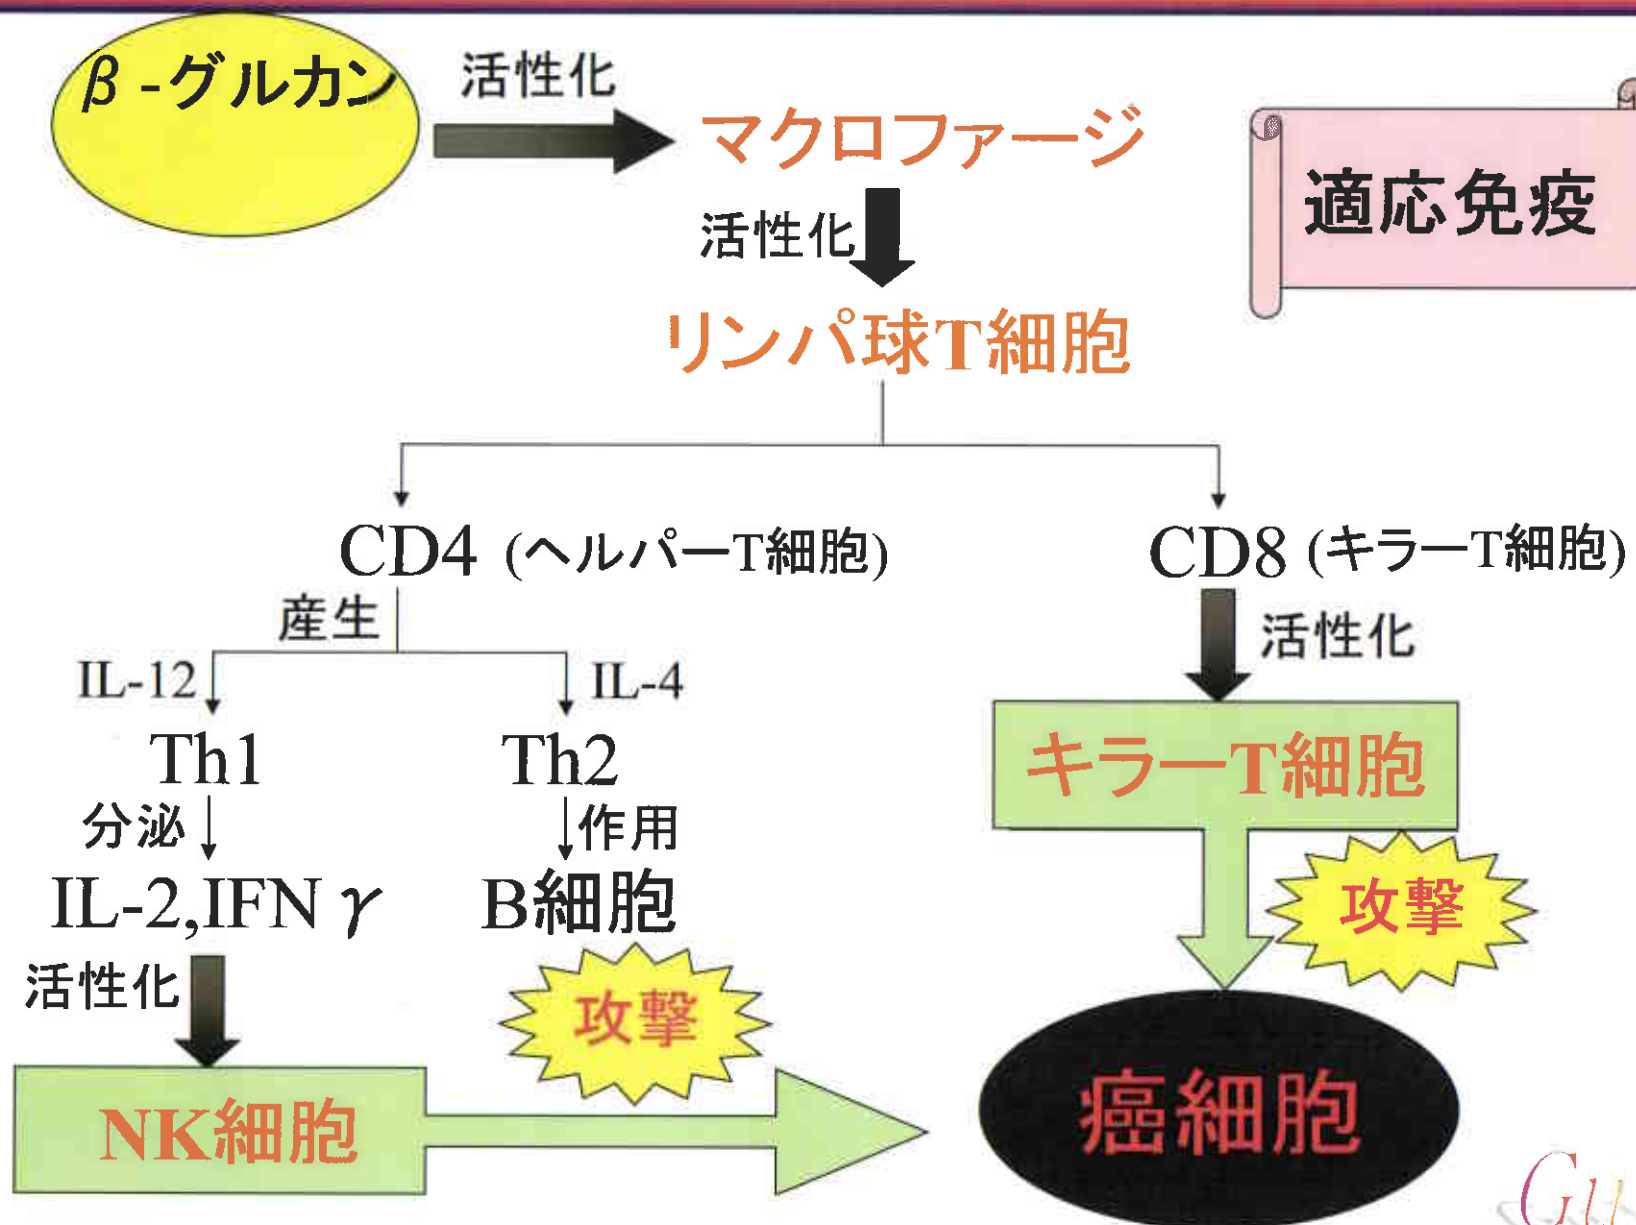 β-グルカン
活性化
マクロファージ
適応免疫
活性化
リンパ球T細胞
CD4 (ヘルパーT細胞)
CD8 (キラーT細胞)
産生
活性化
IL-12
IL-4
Th1
Th2
キラーT細胞
分泌
作用
IL-2,IFNγ
B細胞
攻撃
活性化
攻撃
NK細胞
癌細胞